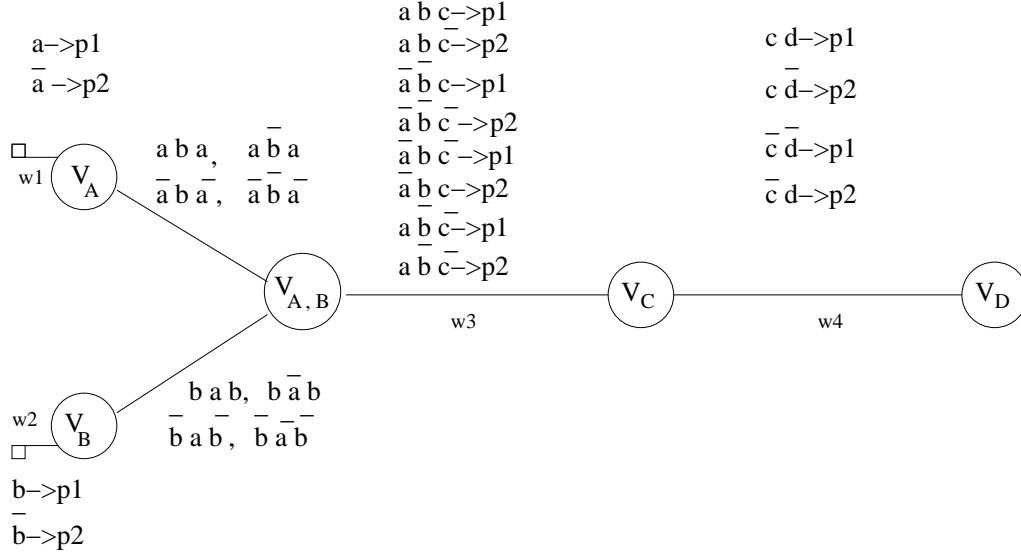 a b c–>p1
a b c̄–>p2
ā b̄ c–>p1
ā b̄ c̄–>p2
ā b c̄–>p1
ā b c–>p2
a b̄ c̄–>p1
a b̄ c̄–>p2
a–>p1
ā –>p2
c d–>p1
c d̄–>p2
c̄ d̄–>p1
c̄ d–>p2
a b a, a b̄ a
ā b ā, ā b̄ ā
w1
V_A
V_A, B
w3
V_C
w4
V_D
b a b, b ā b
b̄ a b̄, b̄ ā b̄
w2
V_B
b–>p1
b̄–>p2